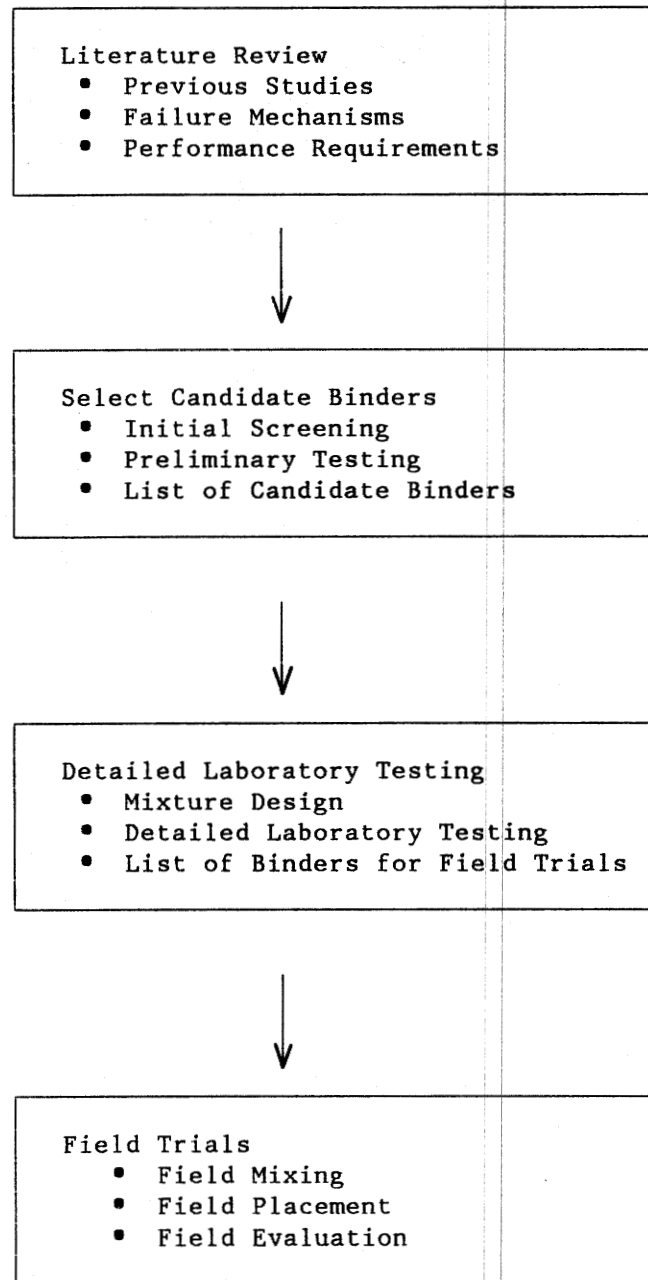 Literature Review
• Previous Studies
• Failure Mechanisms
• Performance Requirements
Select Candidate Binders
• Initial Screening
• Preliminary Testing
• List of Candidate Binders
Detailed Laboratory Testing
• Mixture Design
• Detailed Laboratory Testing
• List of Binders for Field Trials
Field Trials
• Field Mixing
• Field Placement
• Field Evaluation